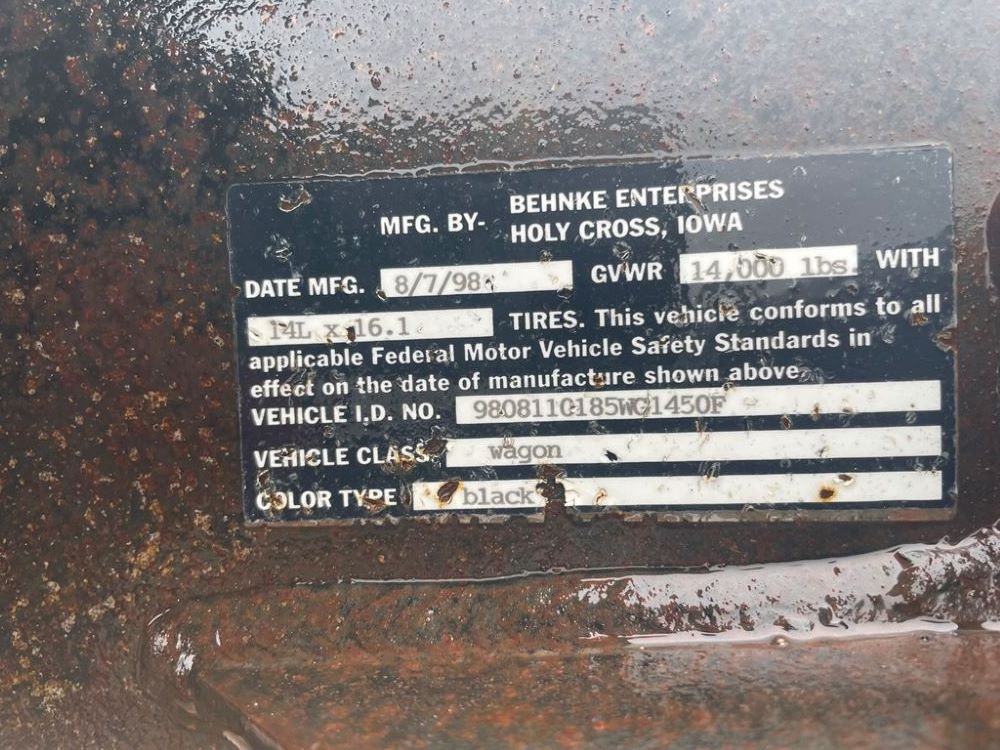 MFG. BY- BEHNKE ENTERPRISES
HOLY CROSS, IOWA
DATE MFG. 8/7/98 GVWR 14,000 lbs. WITH
14L x 16.1 TIRES. This vehicle conforms to all
applicable Federal Motor Vehicle Safety Standards in
effect on the date of manufacture shown above.
VEHICLE I.D. NO. 9808110185WG1450F
VEHICLE CLASS wagon
COLOR TYPE black